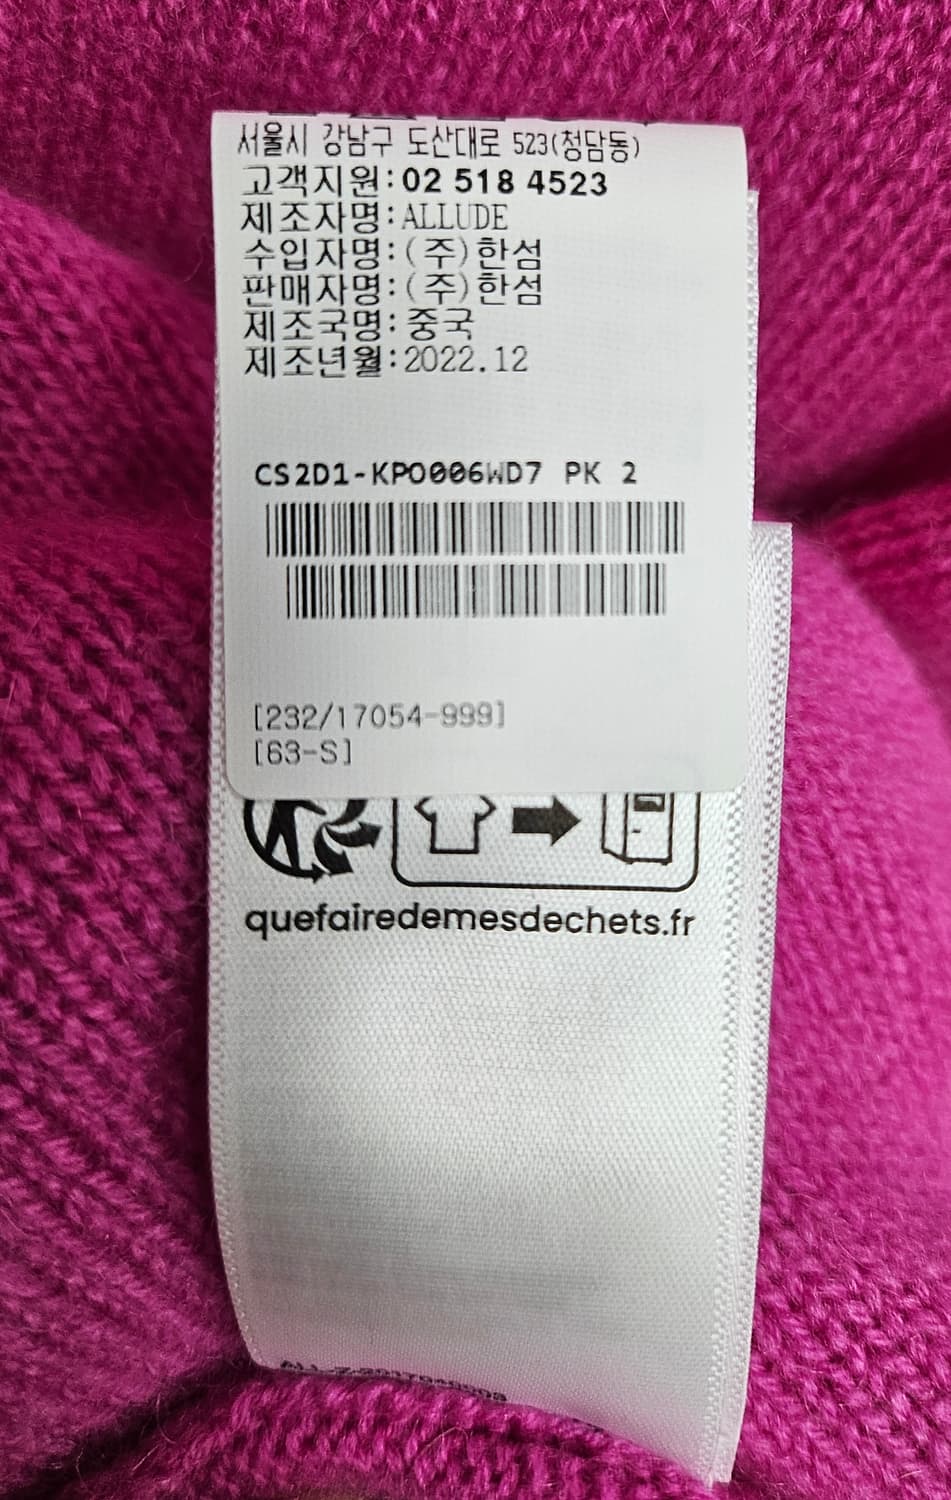 서울시 강남구 도산대로 523(청담동)
고객지원:02 518 4523
제조자명:ALLUDE
수입자명:(주)한섬
판매자명:(주)한섬
제조국명:중국
제조년월:2022.12
CS2D1-KPO006WD7 PK 2
[232/17054-999]
[63-S]
quefairedemesdechets.fr